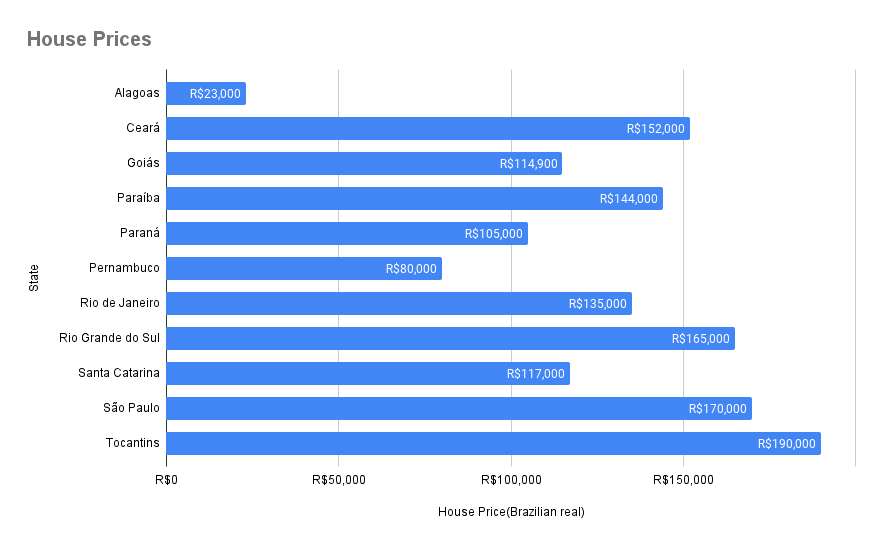 House Prices
State
Alagoas R$23,000
Ceará R$152,000
Goiás R$114,900
Paraíba R$144,000
Paraná R$105,000
Pernambuco R$80,000
Rio de Janeiro R$135,000
Rio Grande do Sul R$165,000
Santa Catarina R$117,000
São Paulo R$170,000
Tocantins R$190,000
R$0 R$50,000 R$100,000 R$150,000
House Price(Brazilian real)